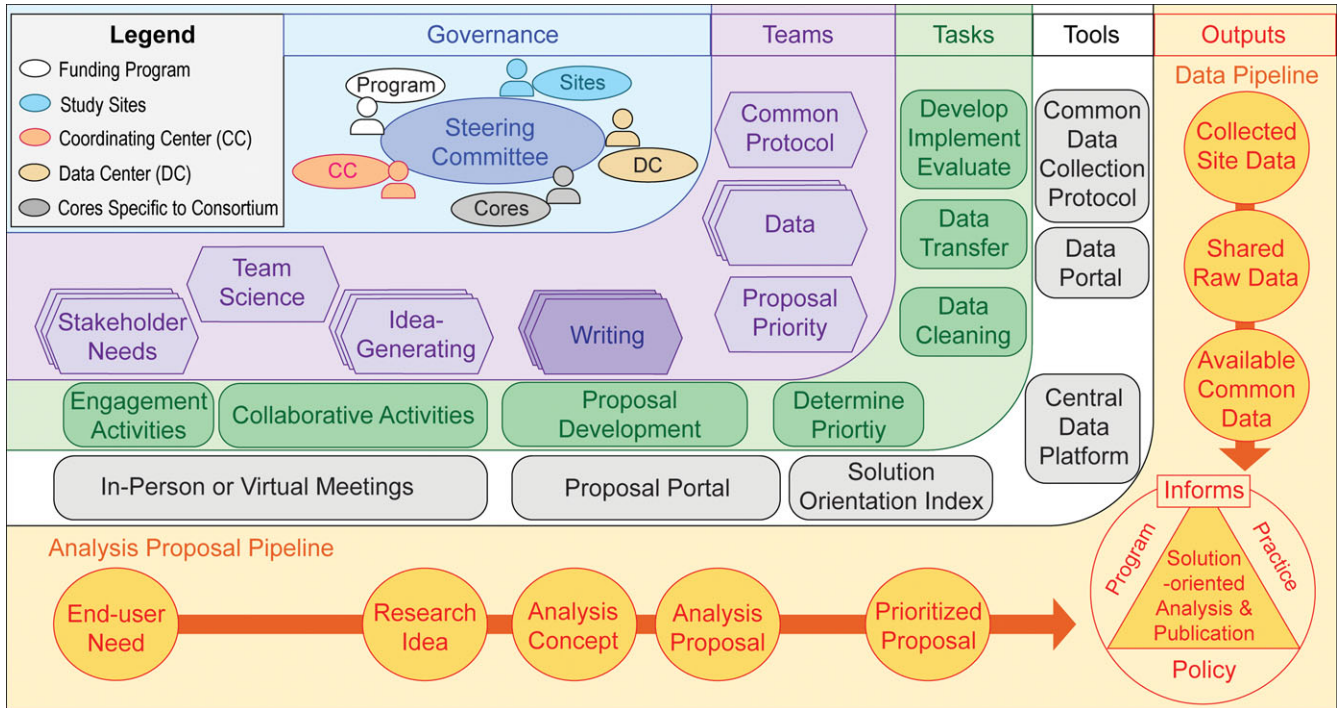 Legend
Funding Program
Study Sites
Coordinating Center (CC)
Data Center (DC)
Cores Specific to Consortium
Governance
Teams
Tasks
Tools
Outputs
Program
Sites
Steering
Committee
CC
DC
Cores
Common
Protocol
Data
Proposal
Priority
Team
Science
Stakeholder
Needs
Idea-
Generating
Writing
Develop
Implement
Evaluate
Data
Transfer
Data
Cleaning
Engagement
Activities
Collaborative Activities
Proposal
Development
Determine
Priortiy
Common
Data
Collection
Protocol
Data
Portal
Central
Data
Platform
In-Person or Virtual Meetings
Proposal Portal
Solution
Orientation Index
Data Pipeline
Collected
Site Data
Shared
Raw Data
Available
Common
Data
Analysis Proposal Pipeline
End-user
Need
Research
Idea
Analysis
Concept
Analysis
Proposal
Prioritized
Proposal
Informs
Program
Practice
Solution
-oriented
Analysis &
Publication
Policy